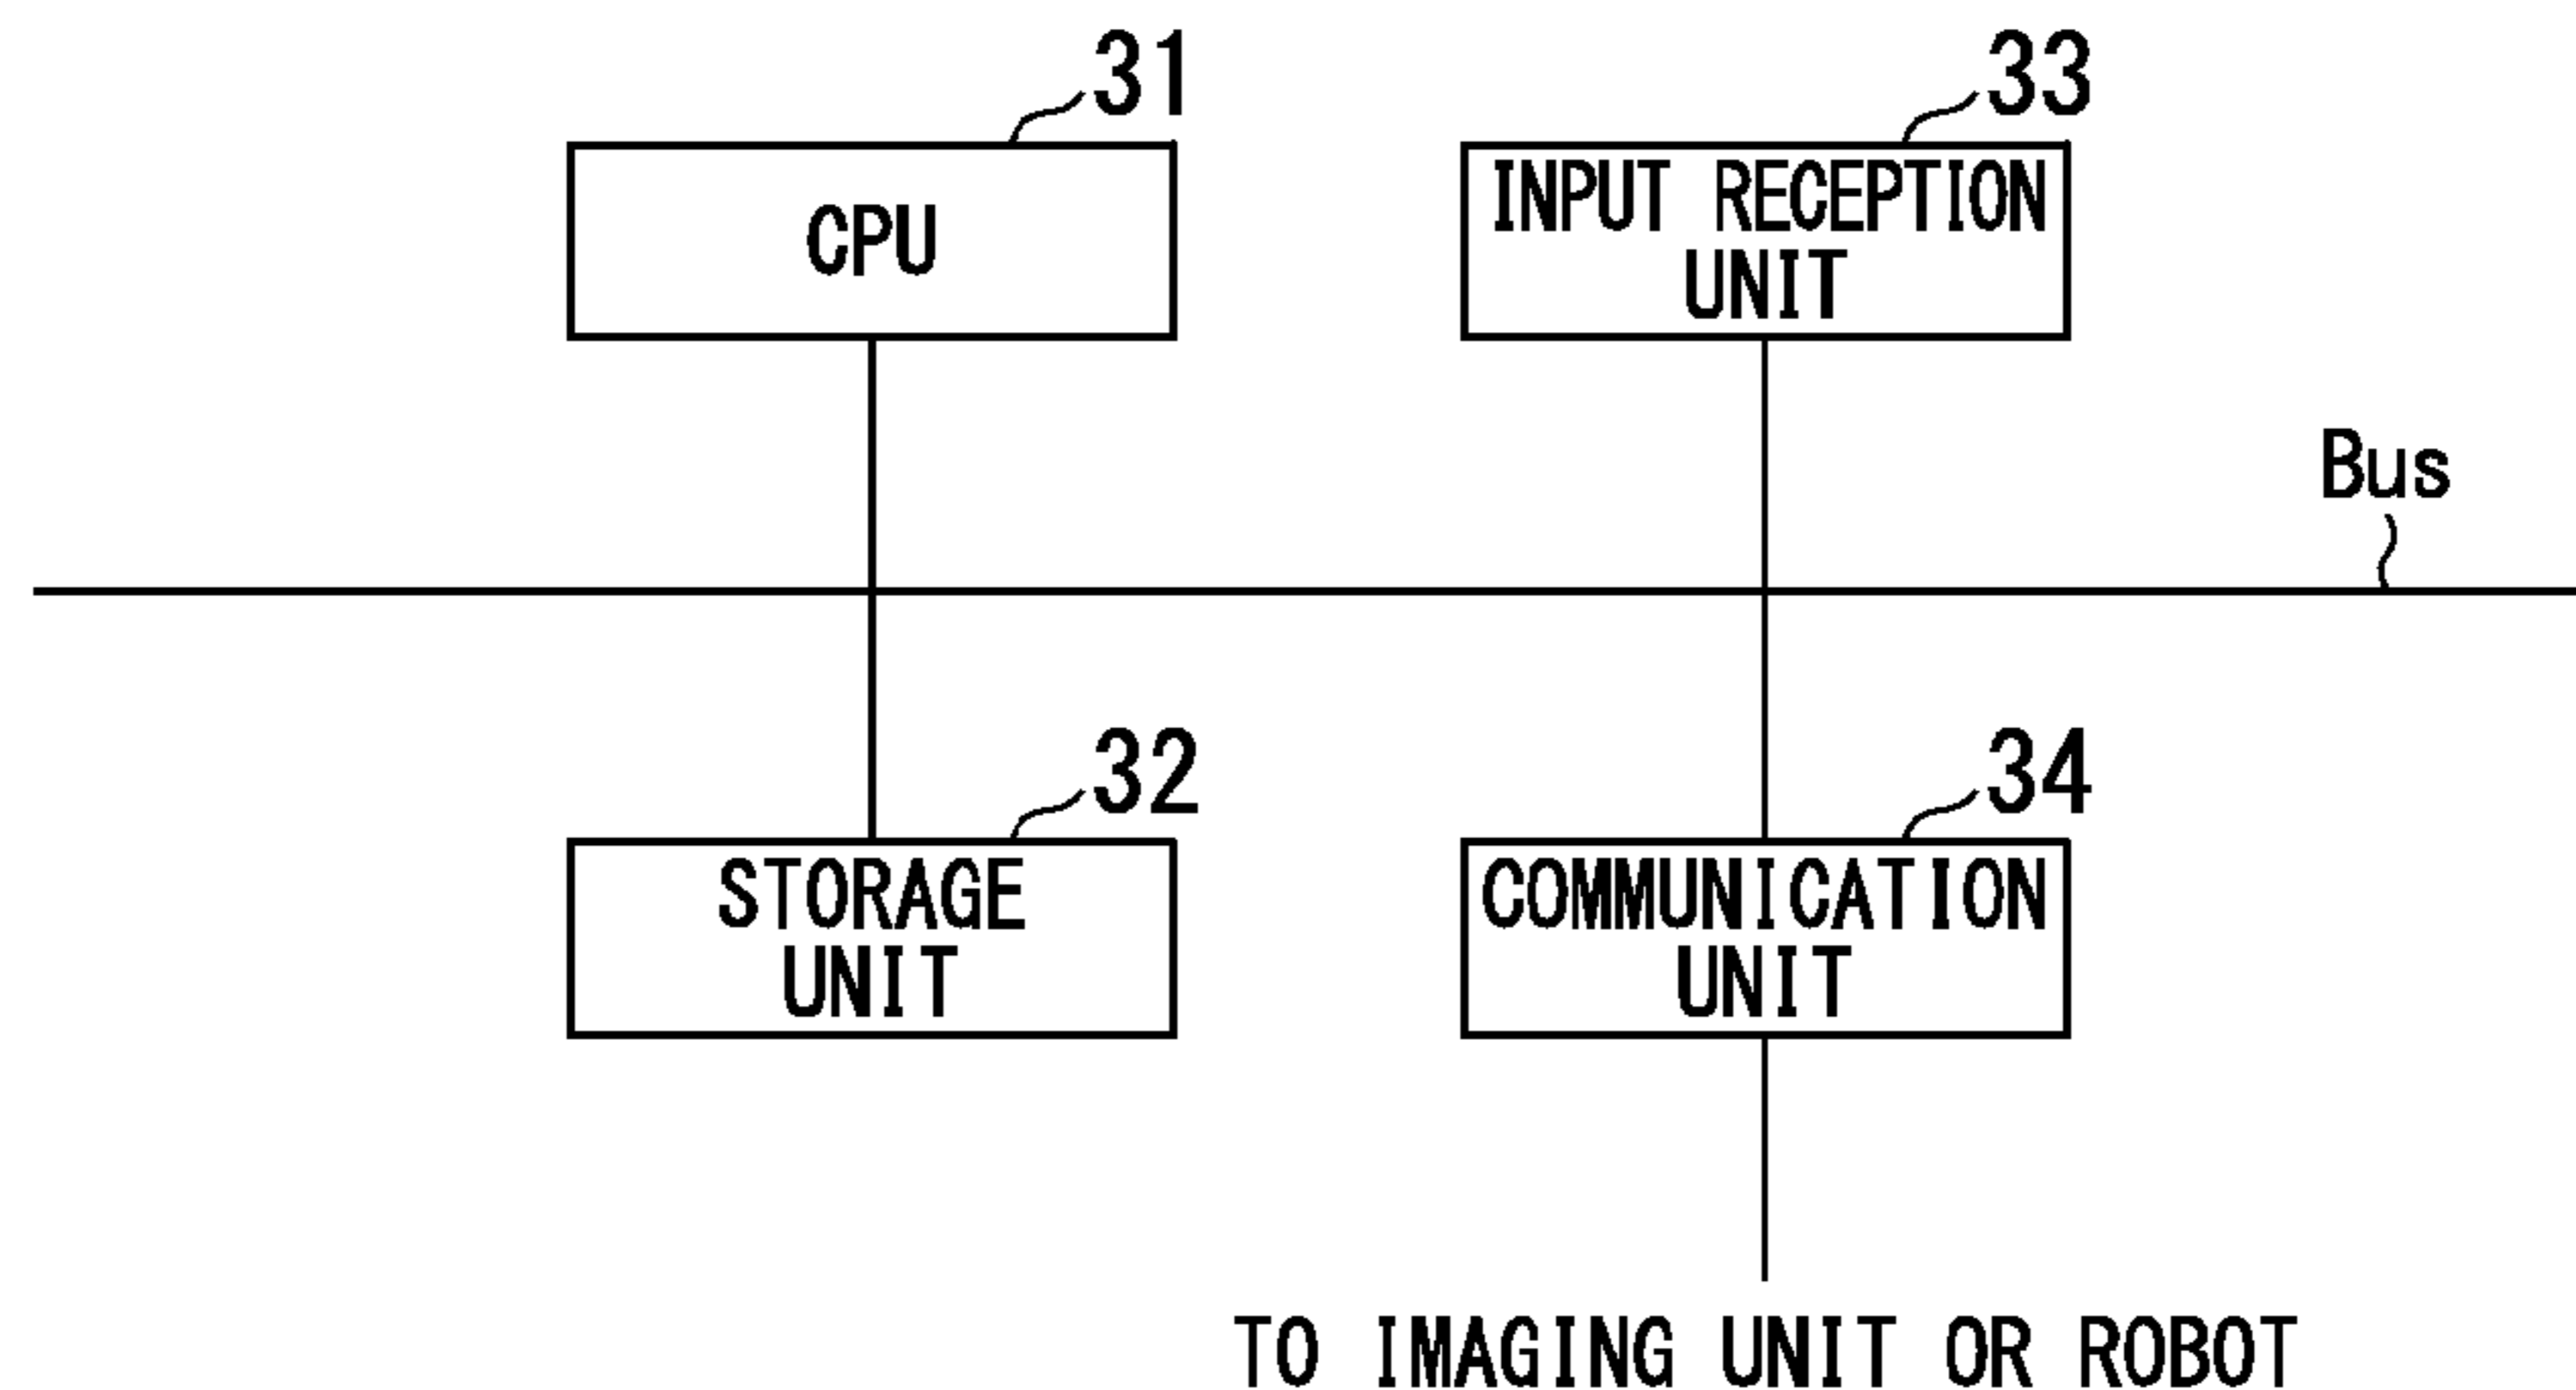 31
33
CPU
INPUT RECEPTION
UNIT
Bus
32
34
STORAGE
UNIT
COMMUNICATION
UNIT
TO IMAGING UNIT OR ROBOT